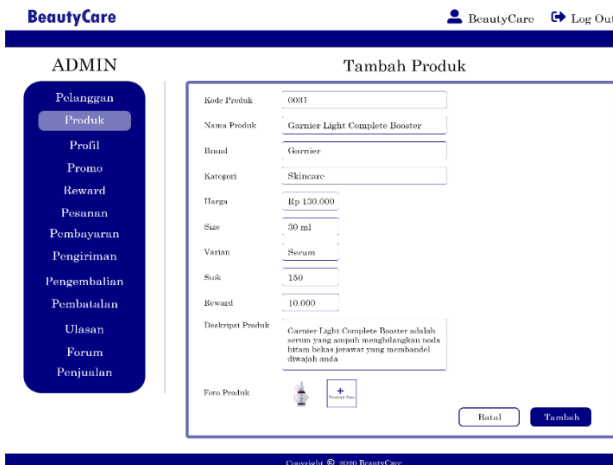 BeautyCare
BeautyCare
Log Out
ADMIN
Tambah Produk
Pelanggan
Produk
Profil
Promo
Reward
Pesanan
Pembayaran
Pengiriman
Pengembalian
Pembatalan
Ulasan
Forum
Penjualan
Kode Produk 0031
Nama Produk Garnier Light Complete Booster
Brand Garnier
Kategori Skincare
Harga Rp 130.000
Size 30 ml
Varian Serum
Stok 150
Reward 10.000
Deskripsi Produk
Garnier Light Complete Booster adalah
serum yang ampuh menghilangkan noda
hitam bekas jerawat yang membandel
diwajah anda
Foto Produk
+
Batal
Tambah
Copyright © 2020 BeautyCare